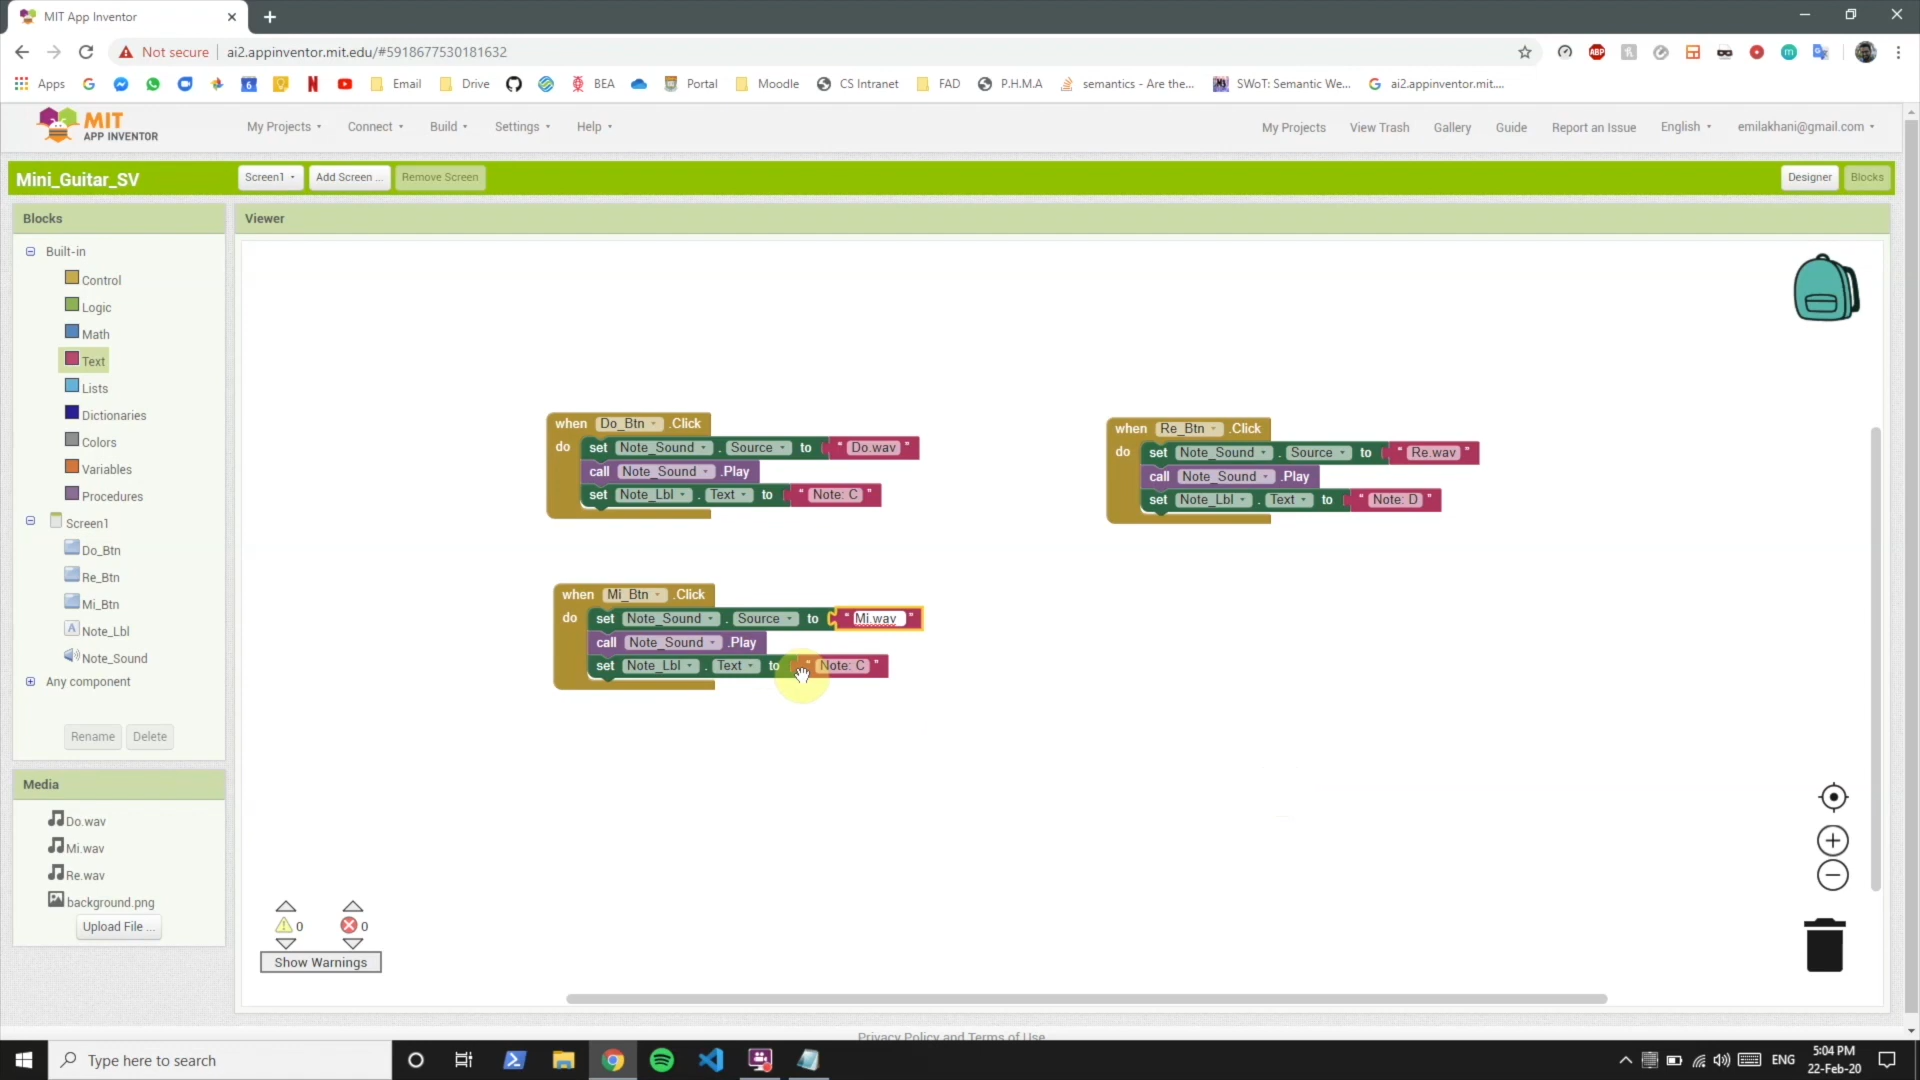 MIT App Inventor
Not secure
ai2.appinventor.mit.edu/#5918677530181632
ABP
Apps
6
Email
Drive
BEA
Portal
Moodle
CS Intranet
FAD
P.H.M.A
semantics - Are the...
SWoT: Semantic We...
ai2.appinventor.mit....
MIT
APP INVENTOR
My Projects
Connect
Build
Settings
Help
My Projects
View Trash
Gallery
Guide
Report an Issue
English
emilakhani@gmail.com
Mini_Guitar_SV
Screen1
Add Screen ...
Remove Screen
Designer
Blocks
Blocks
Viewer
Built-in
Control
Logic
Math
Text
Lists
Dictionaries
Colors
Variables
Procedures
Screen1
Do_Btn
Re_Btn
Mi_Btn
Note_Lbl
Note_Sound
Any component
Rename
Delete
Media
Do.wav
Mi.wav
Re.wav
background.png
Upload File ...
when Do_Btn .Click
do set Note_Sound . Source to " Do.wav "
call Note_Sound .Play
set Note_Lbl . Text to " Note: C "
when Re_Btn .Click
do set Note_Sound . Source to " Re.wav "
call Note_Sound .Play
set Note_Lbl . Text to " Note: D "
when Mi_Btn .Click
do set Note_Sound . Source to " Mi.wav "
call Note_Sound .Play
set Note_Lbl . Text to " Note: C "
0
0
Show Warnings
Privacy Policy and Terms of Use
Type here to search
ENG
5:04 PM
22-Feb-20